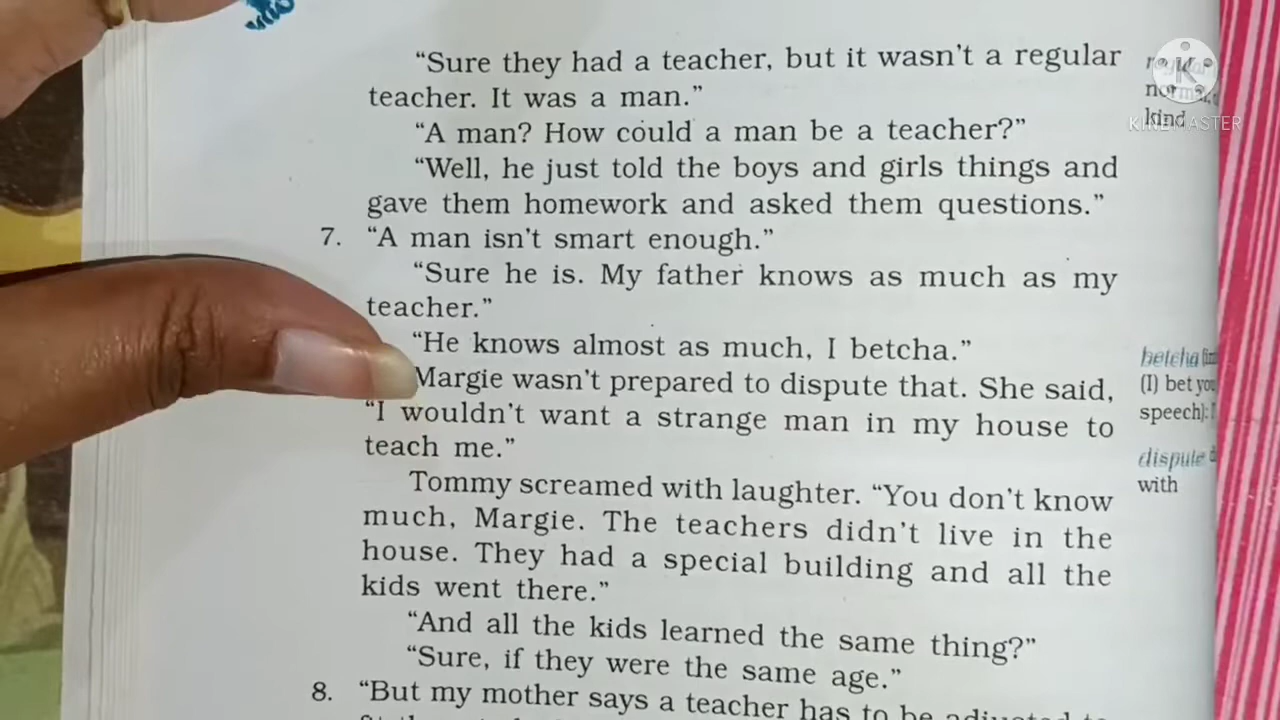 “Sure they had a teacher, but it wasn’t a regular
teacher. It was a man.”
“A man? How could a man be a teacher?”
“Well, he just told the boys and girls things and
gave them homework and asked them questions.”
7. “A man isn’t smart enough.”
“Sure he is. My father knows as much as my
teacher.”
“He knows almost as much, I betcha.”
Margie wasn’t prepared to dispute that. She said,
“I wouldn’t want a strange man in my house to
teach me.”
Tommy screamed with laughter. “You don’t know
much, Margie. The teachers didn’t live in the
house. They had a special building and all the
kids went there.”
“And all the kids learned the same thing?”
“Sure, if they were the same age.”
8. “But my mother says a teacher has to be adjusted to
kind
KINEMASTER
betcha
(I) bet you
speech):
dispute
with